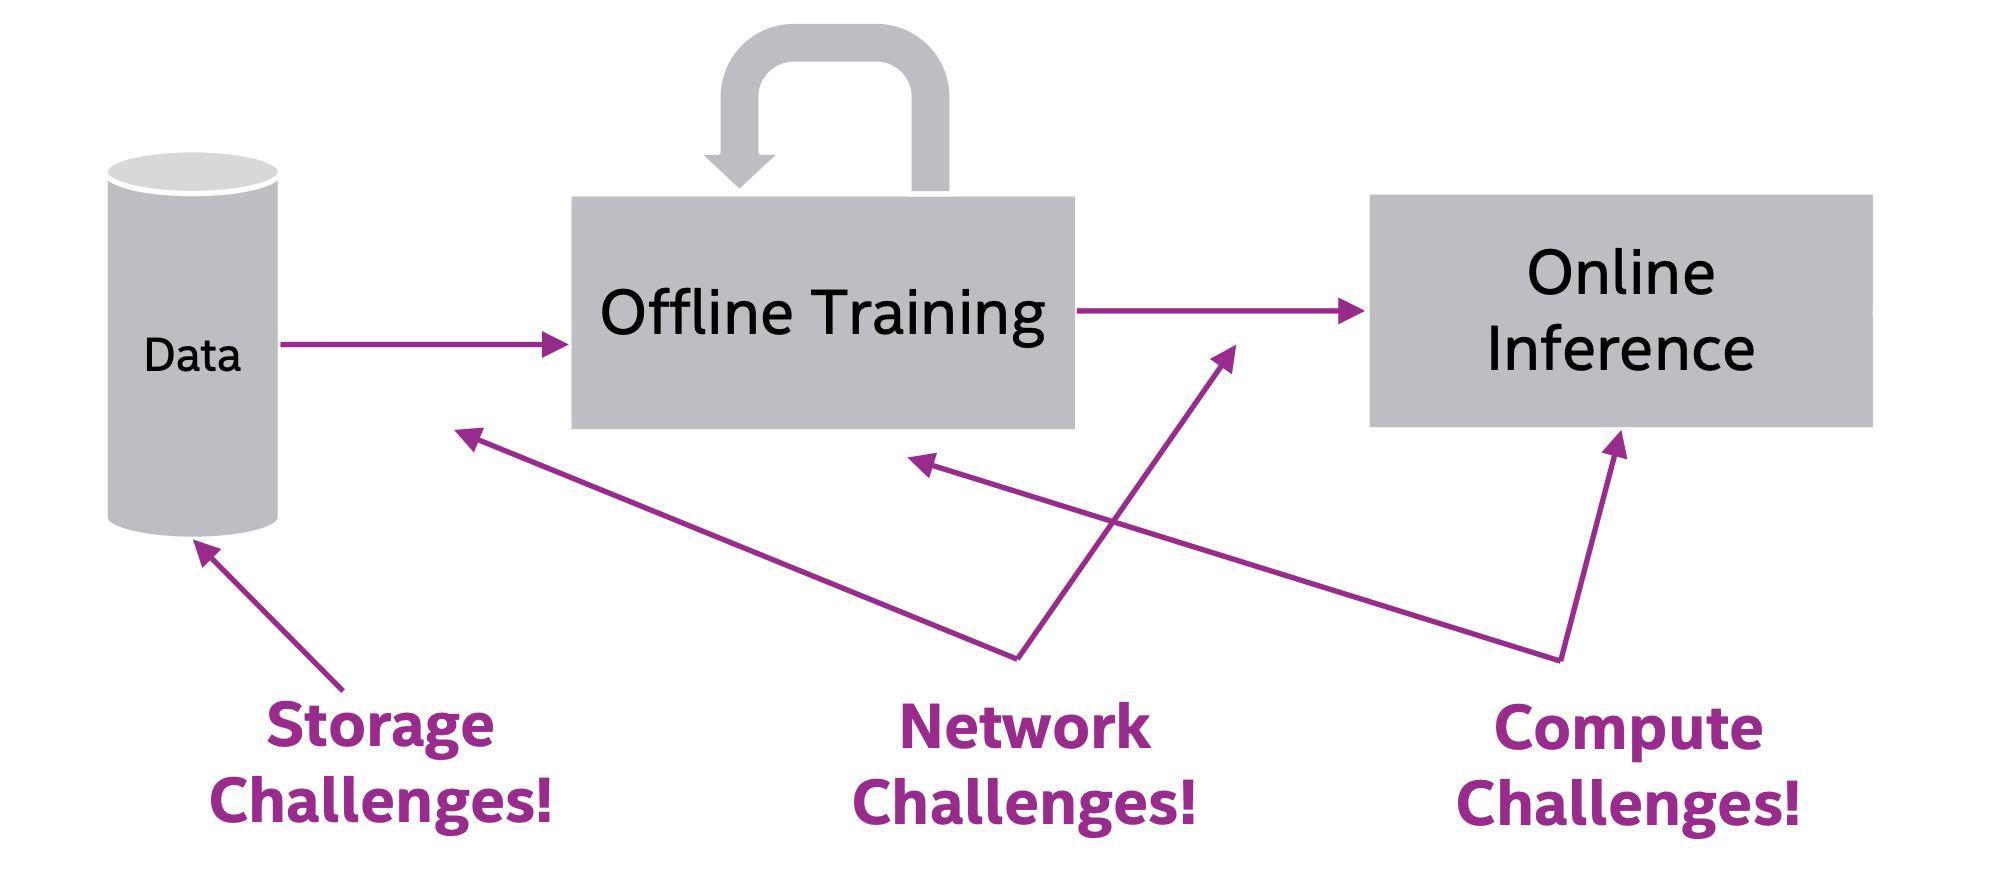 Data
Offline Training
Online
Inference
Storage
Challenges!
Network
Challenges!
Compute
Challenges!